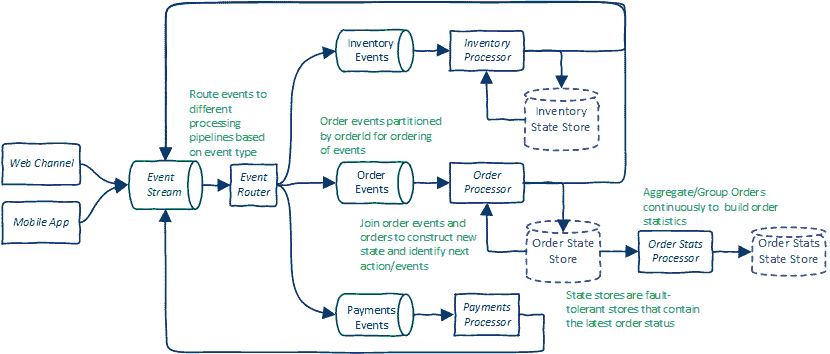 Inventory
Events
Inventory
Processor
Route events to
different
processing
pipelines based
on event type
Inventory
State Store
Order events partitioned
by orderId for ordering
of events
Web Channel
Event
Stream
Event
Router
Order
Events
Order
Processor
Mobile App
Aggregate/Group Orders
continuously to build order
statistics
Join order events and
orders to construct new
state and identify next
action/events
Order State
Store
Order Stats
Processor
Order Stats
State Store
State stores are fault-
tolerant stores that contain
the latest order status
Payments
Events
Payments
Processor